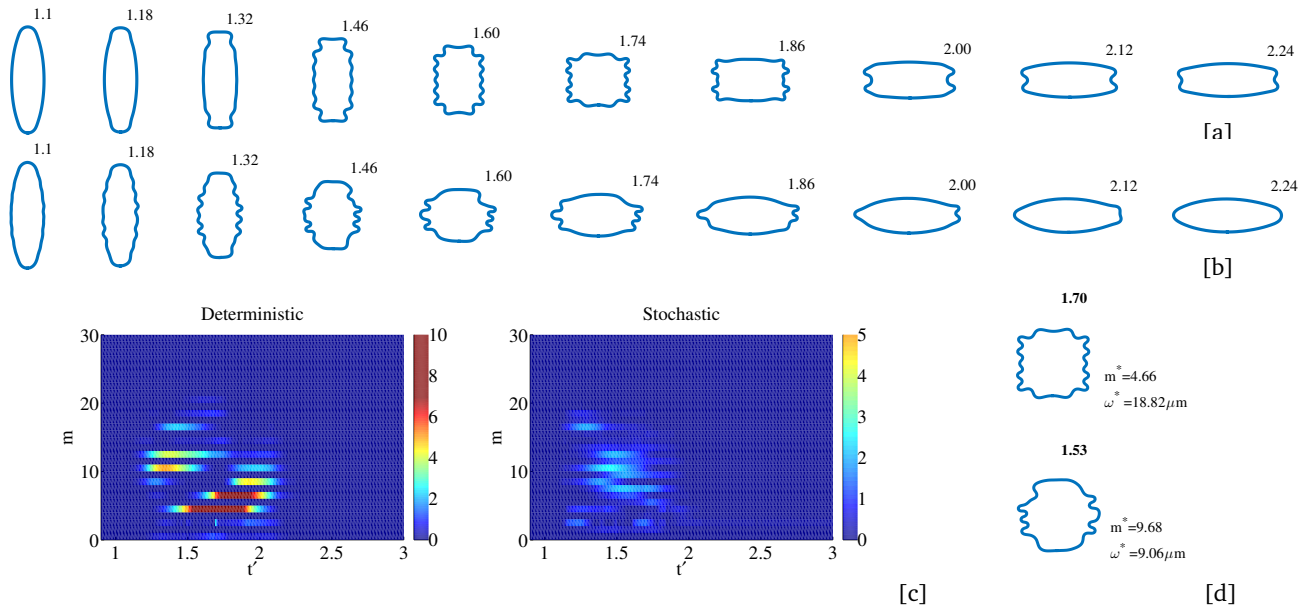 1.1 1.18 1.32 1.46 1.60 1.74 1.86 2.00 2.12 2.24
[a]
1.1 1.18 1.32 1.46 1.60 1.74 1.86 2.00 2.12 2.24
[b]
Deterministic
30
20
10
0
m
1 1.5 2 2.5 3
t′
10
8
6
4
2
0
Stochastic
30
20
10
0
m
1 1.5 2 2.5 3
t′
5
4
3
2
1
0
[c]
1.70
m*=4.66
ω* =18.82μm
1.53
m*=9.68
ω* =9.06μm
[d]